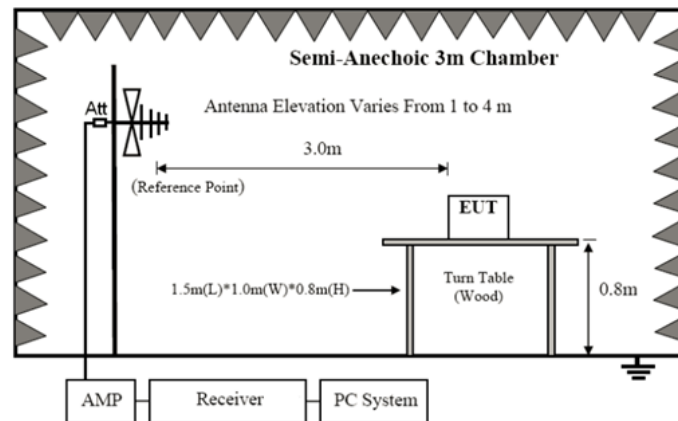 Semi-Anechoic 3m Chamber
Antenna Elevation Varies From 1 to 4 m
Att
3.0m
(Reference Point)
EUT
1.5m(L)*1.0m(W)*0.8m(H)
Turn Table
(Wood)
0.8m
AMP
Receiver
PC System